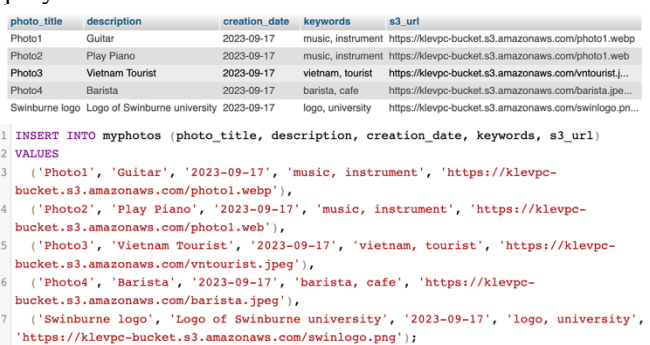 photo_title description creation_date keywords s3_url
Photo1 Guitar 2023-09-17 music, instrument https://klevpc-bucket.s3.amazonaws.com/photo1.webp
Photo2 Play Piano 2023-09-17 music, instrument https://klevpc-bucket.s3.amazonaws.com/photo1.web
Photo3 Vietnam Tourist 2023-09-17 vietnam, tourist https://klevpc-bucket.s3.amazonaws.com/vntourist.j...
Photo4 Barista 2023-09-17 barista, cafe https://klevpc-bucket.s3.amazonaws.com/barista.jpe...
Swinburne logo Logo of Swinburne university 2023-09-17 logo, university https://klevpc-bucket.s3.amazonaws.com/swinlogo.pn...
1 INSERT INTO myphotos (photo_title, description, creation_date, keywords, s3_url)
2 VALUES
3 ('Photo1', 'Guitar', '2023-09-17', 'music, instrument', 'https://klevpc-
bucket.s3.amazonaws.com/photo1.webp'),
4 ('Photo2', 'Play Piano', '2023-09-17', 'music, instrument', 'https://klevpc-
bucket.s3.amazonaws.com/photo1.web'),
5 ('Photo3', 'Vietnam Tourist', '2023-09-17', 'vietnam, tourist', 'https://klevpc-
bucket.s3.amazonaws.com/vntourist.jpeg'),
6 ('Photo4', 'Barista', '2023-09-17', 'barista, cafe', 'https://klevpc-
bucket.s3.amazonaws.com/barista.jpeg'),
7 ('Swinburne logo', 'Logo of Swinburne university', '2023-09-17', 'logo, university',
'https://klevpc-bucket.s3.amazonaws.com/swinlogo.png');